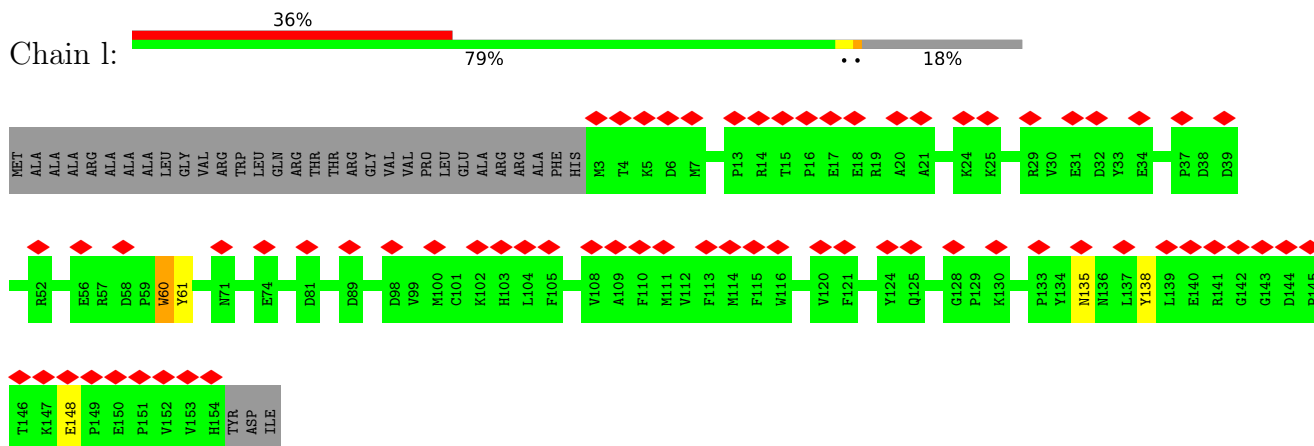 36%
Chain l:
79%
..
18%
MET ALA ALA ALA ARG ALA ALA ALA LEU GLY VAL ARG TRP LEU GLN ARG THR THR ARG GLY VAL VAL PRO LEU GLU ALA ARG ARG ALA PHE HIS M3 T4 K5 D6 M7 P13 R14 T15 P16 E17 E18 R19 A20 A21 K24 K25 R29 V30 E31 D32 Y33 E34 P37 D38 D39
R52 E56 R57 D58 P59 W60 Y61 N71 E74 D81 D89 D98 V99 M100 C101 K102 H103 L104 F105 V108 A109 F110 M111 V112 F113 M114 F115 W116 V120 F121 Y124 Q125 G128 P129 K130 P133 Y134 N135 N136 L137 Y138 L139 E140 R141 G142 G143 D144 P145
T146 K147 E148 P149 E150 P151 V152 V153 H154 TYR ASP ILE